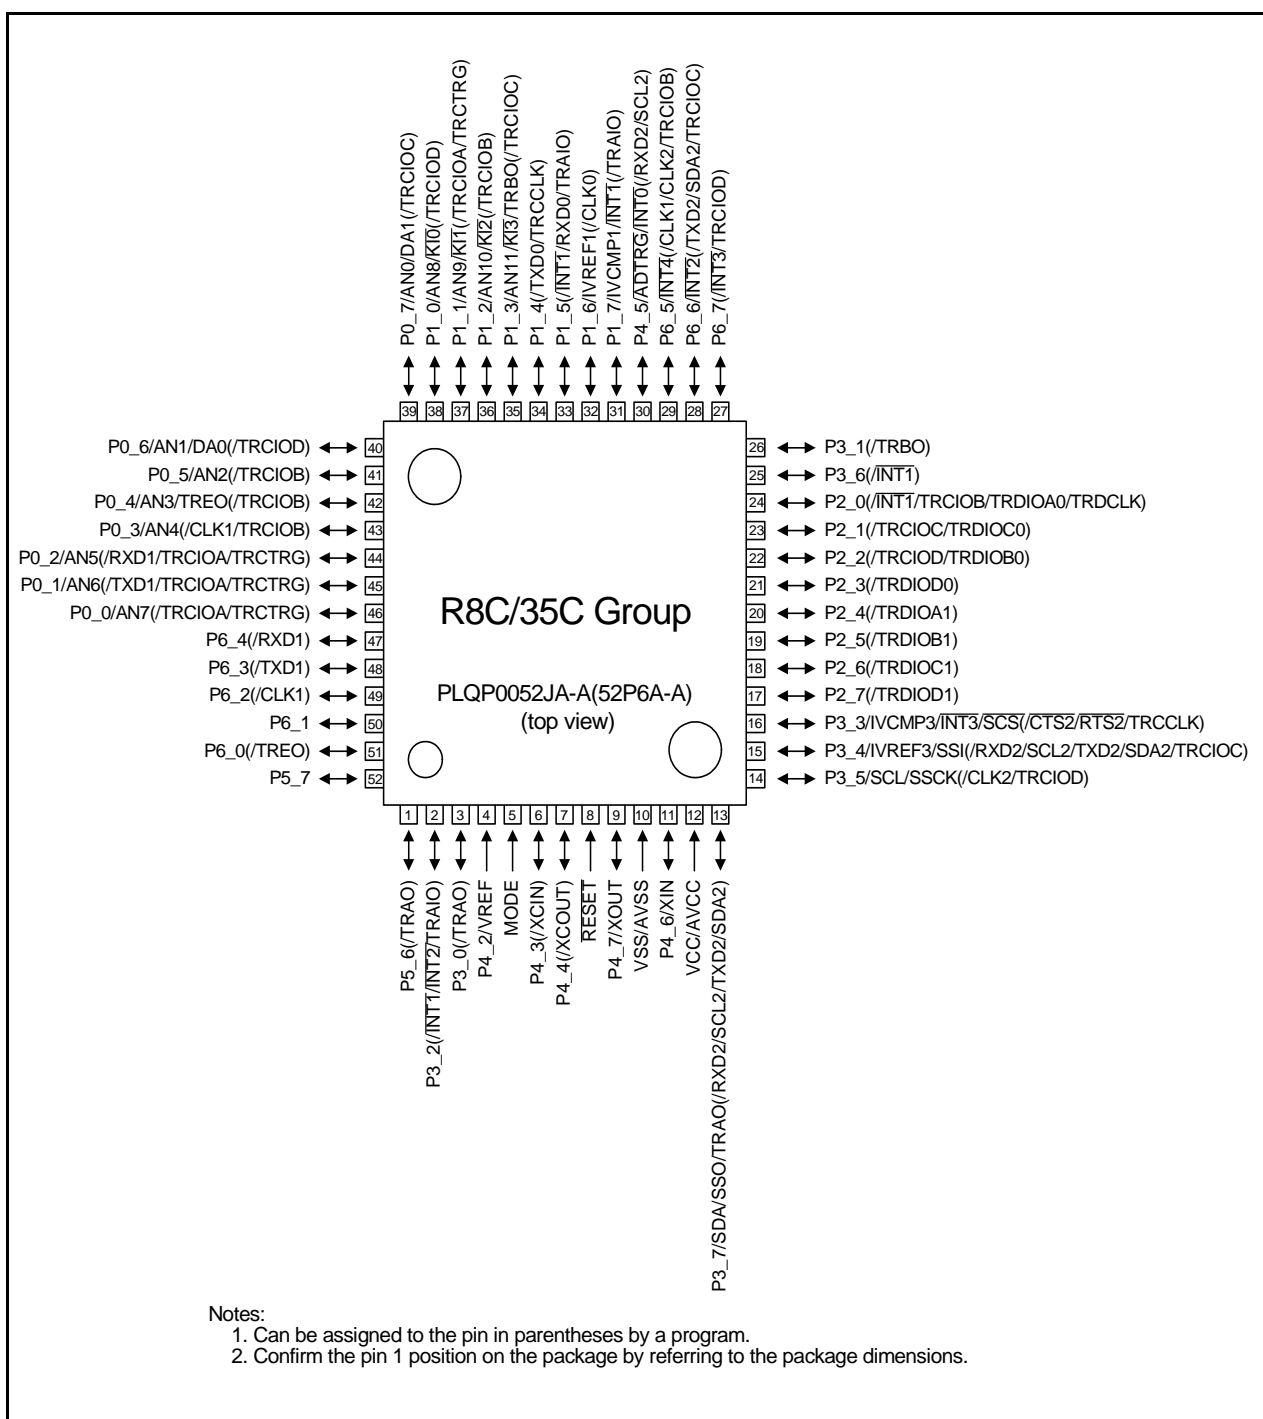 P0_7/AN0/DA1(/TRCIOC)
P1_0/AN8/KI0(/TRCIOD)
P1_1/AN9/KI1(/TRCIOA/TRCTRG)
P1_2/AN10/KI2(/TRCIOB)
P1_3/AN11/KI3/TRBO(/TRCIOC)
P1_4(/TXD0/TRCCLK)
P1_5(/INT1/RXD0/TRAIO)
P1_6/IVREF1(/CLK0)
P1_7/IVCMP1/INT1(/TRAIO)
P4_5/ADTRG/INT0(/RXD2/SCL2)
P6_5/INT4(/CLK1/CLK2/TRCIOB)
P6_6/INT2(/TXD2/SDA2/TRCIOC)
P6_7(/INT3/TRCIOD)
39 38 37 36 35 34 33 32 31 30 29 28 27
P0_6/AN1/DA0(/TRCIOD) 40
P0_5/AN2(/TRCIOB) 41
P0_4/AN3/TREO(/TRCIOB) 42
P0_3/AN4(/CLK1/TRCIOB) 43
P0_2/AN5(/RXD1/TRCIOA/TRCTRG) 44
P0_1/AN6(/TXD1/TRCIOA/TRCTRG) 45
P0_0/AN7(/TRCIOA/TRCTRG) 46
P6_4(/RXD1) 47
P6_3(/TXD1) 48
P6_2(/CLK1) 49
P6_1 50
P6_0(/TREO) 51
P5_7 52
R8C/35C Group
PLQP0052JA-A(52P6A-A)
(top view)
26 P3_1(/TRBO)
25 P3_6(/INT1)
24 P2_0(/INT1/TRCIOB/TRDIOA0/TRDCLK)
23 P2_1(/TRCIOC/TRDIOC0)
22 P2_2(/TRCIOD/TRDIOB0)
21 P2_3(/TRDIOD0)
20 P2_4(/TRDIOA1)
19 P2_5(/TRDIOB1)
18 P2_6(/TRDIOC1)
17 P2_7(/TRDIOD1)
16 P3_3/IVCMP3/INT3/SCS(/CTS2/RTS2/TRCCLK)
15 P3_4/IVREF3/SSI(/RXD2/SCL2/TXD2/SDA2/TRCIOC)
14 P3_5/SCL/SSCK(/CLK2/TRCIOD)
1 2 3 4 5 6 7 8 9 10 11 12 13
P5_6(/TRAO)
P3_2(/INT1/INT2/TRAIO)
P3_0(/TRAO)
P4_2/VREF
MODE
P4_3(/XCIN)
P4_4(/XCOUT)
RESET
P4_7/XOUT
VSS/AVSS
P4_6/XIN
VCC/AVCC
P3_7/SDA/SSO/TRAO(/RXD2/SCL2/TXD2/SDA2)
Notes:
1. Can be assigned to the pin in parentheses by a program.
2. Confirm the pin 1 position on the package by referring to the package dimensions.